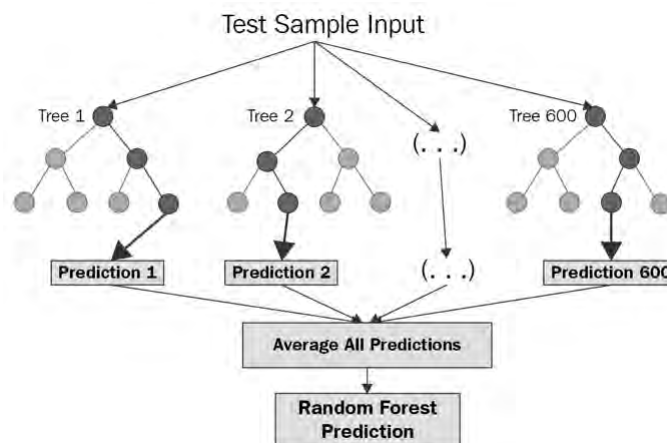 Test Sample Input
Tree 1
Tree 2
(. . .)
Tree 600
Prediction 1
Prediction 2
(. . .)
Prediction 600
Average All Predictions
Random Forest
Prediction